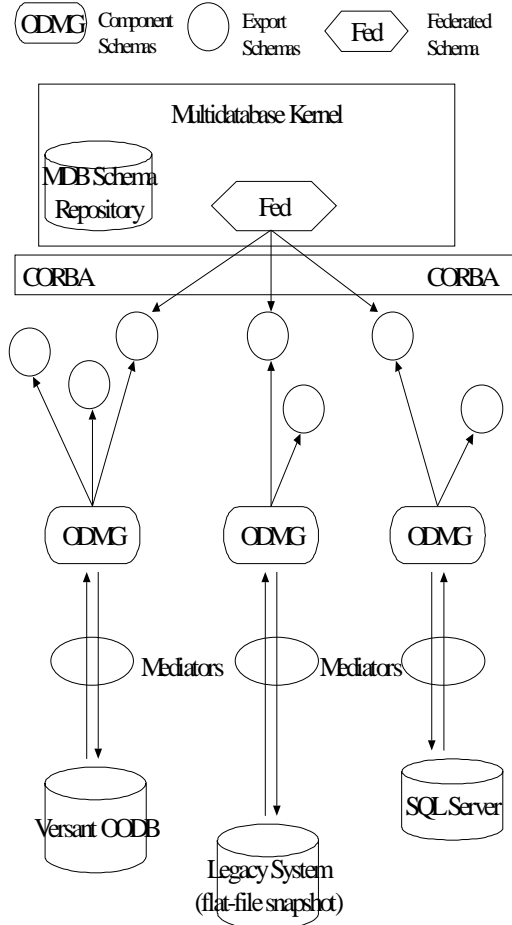 ODMG
Component
Schemas
Export
Schemas
Fed
Federated
Schema
Multidatabase Kernel
MDB Schema
Repository
Fed
CORBA
CORBA
ODMG
ODMG
ODMG
Mediators
Mediators
Versant OODB
SQL Server
Legacy System
(flat-file snapshot)